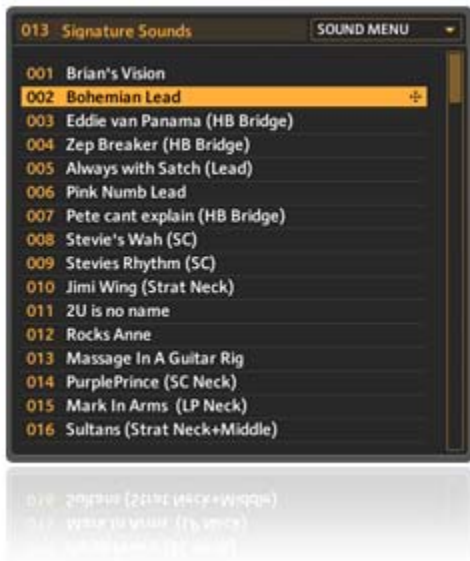 013 Signature Sounds SOUND MENU
001 Brian's Vision
002 Bohemian Lead
003 Eddie van Panama (HB Bridge)
004 Zep Breaker (HB Bridge)
005 Always with Satch (Lead)
006 Pink Numb Lead
007 Pete cant explain (HB Bridge)
008 Stevie's Wah (SC)
009 Stevies Rhythm (SC)
010 Jimi Wing (Strat Neck)
011 2U is no name
012 Rocks Anne
013 Massage In A Guitar Rig
014 PurplePrince (SC Neck)
015 Mark In Arms (LP Neck)
016 Sultans (Strat Neck+Middle)